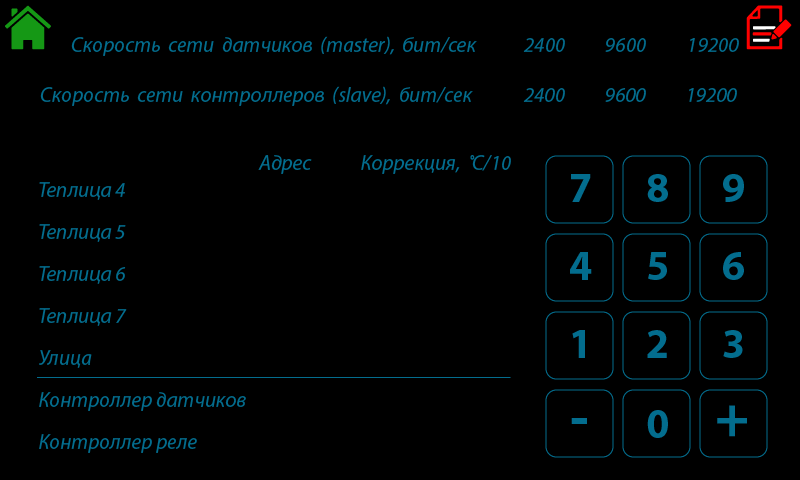 Скорость сети датчиков (master), бит/сек 2400 9600 19200
Скорость сети контроллеров (slave), бит/сек 2400 9600 19200
Адрес Коррекция, °C/10
Теплица 4
Теплица 5
Теплица 6
Теплица 7
Улица
Контроллер датчиков
Контроллер реле
7 8 9
4 5 6
1 2 3
- 0 +